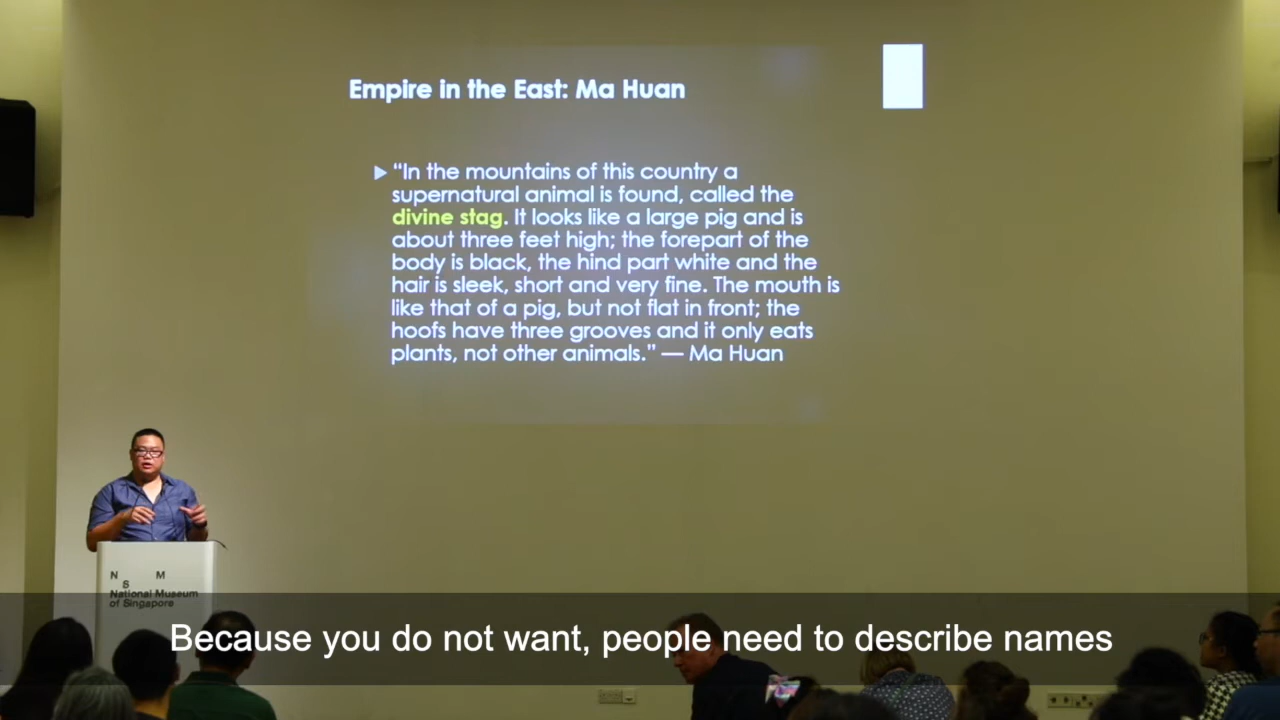 Empire in the East: Ma Huan
“In the mountains of this country a
supernatural animal is found, called the
divine stag. It looks like a large pig and is
about three feet high; the forepart of the
body is black, the hind part white and the
hair is sleek, short and very fine. The mouth is
like that of a pig, but not flat in front; the
hoofs have three grooves and it only eats
plants, not other animals.” — Ma Huan
N S M
National Museum
of Singapore
Because you do not want, people need to describe names